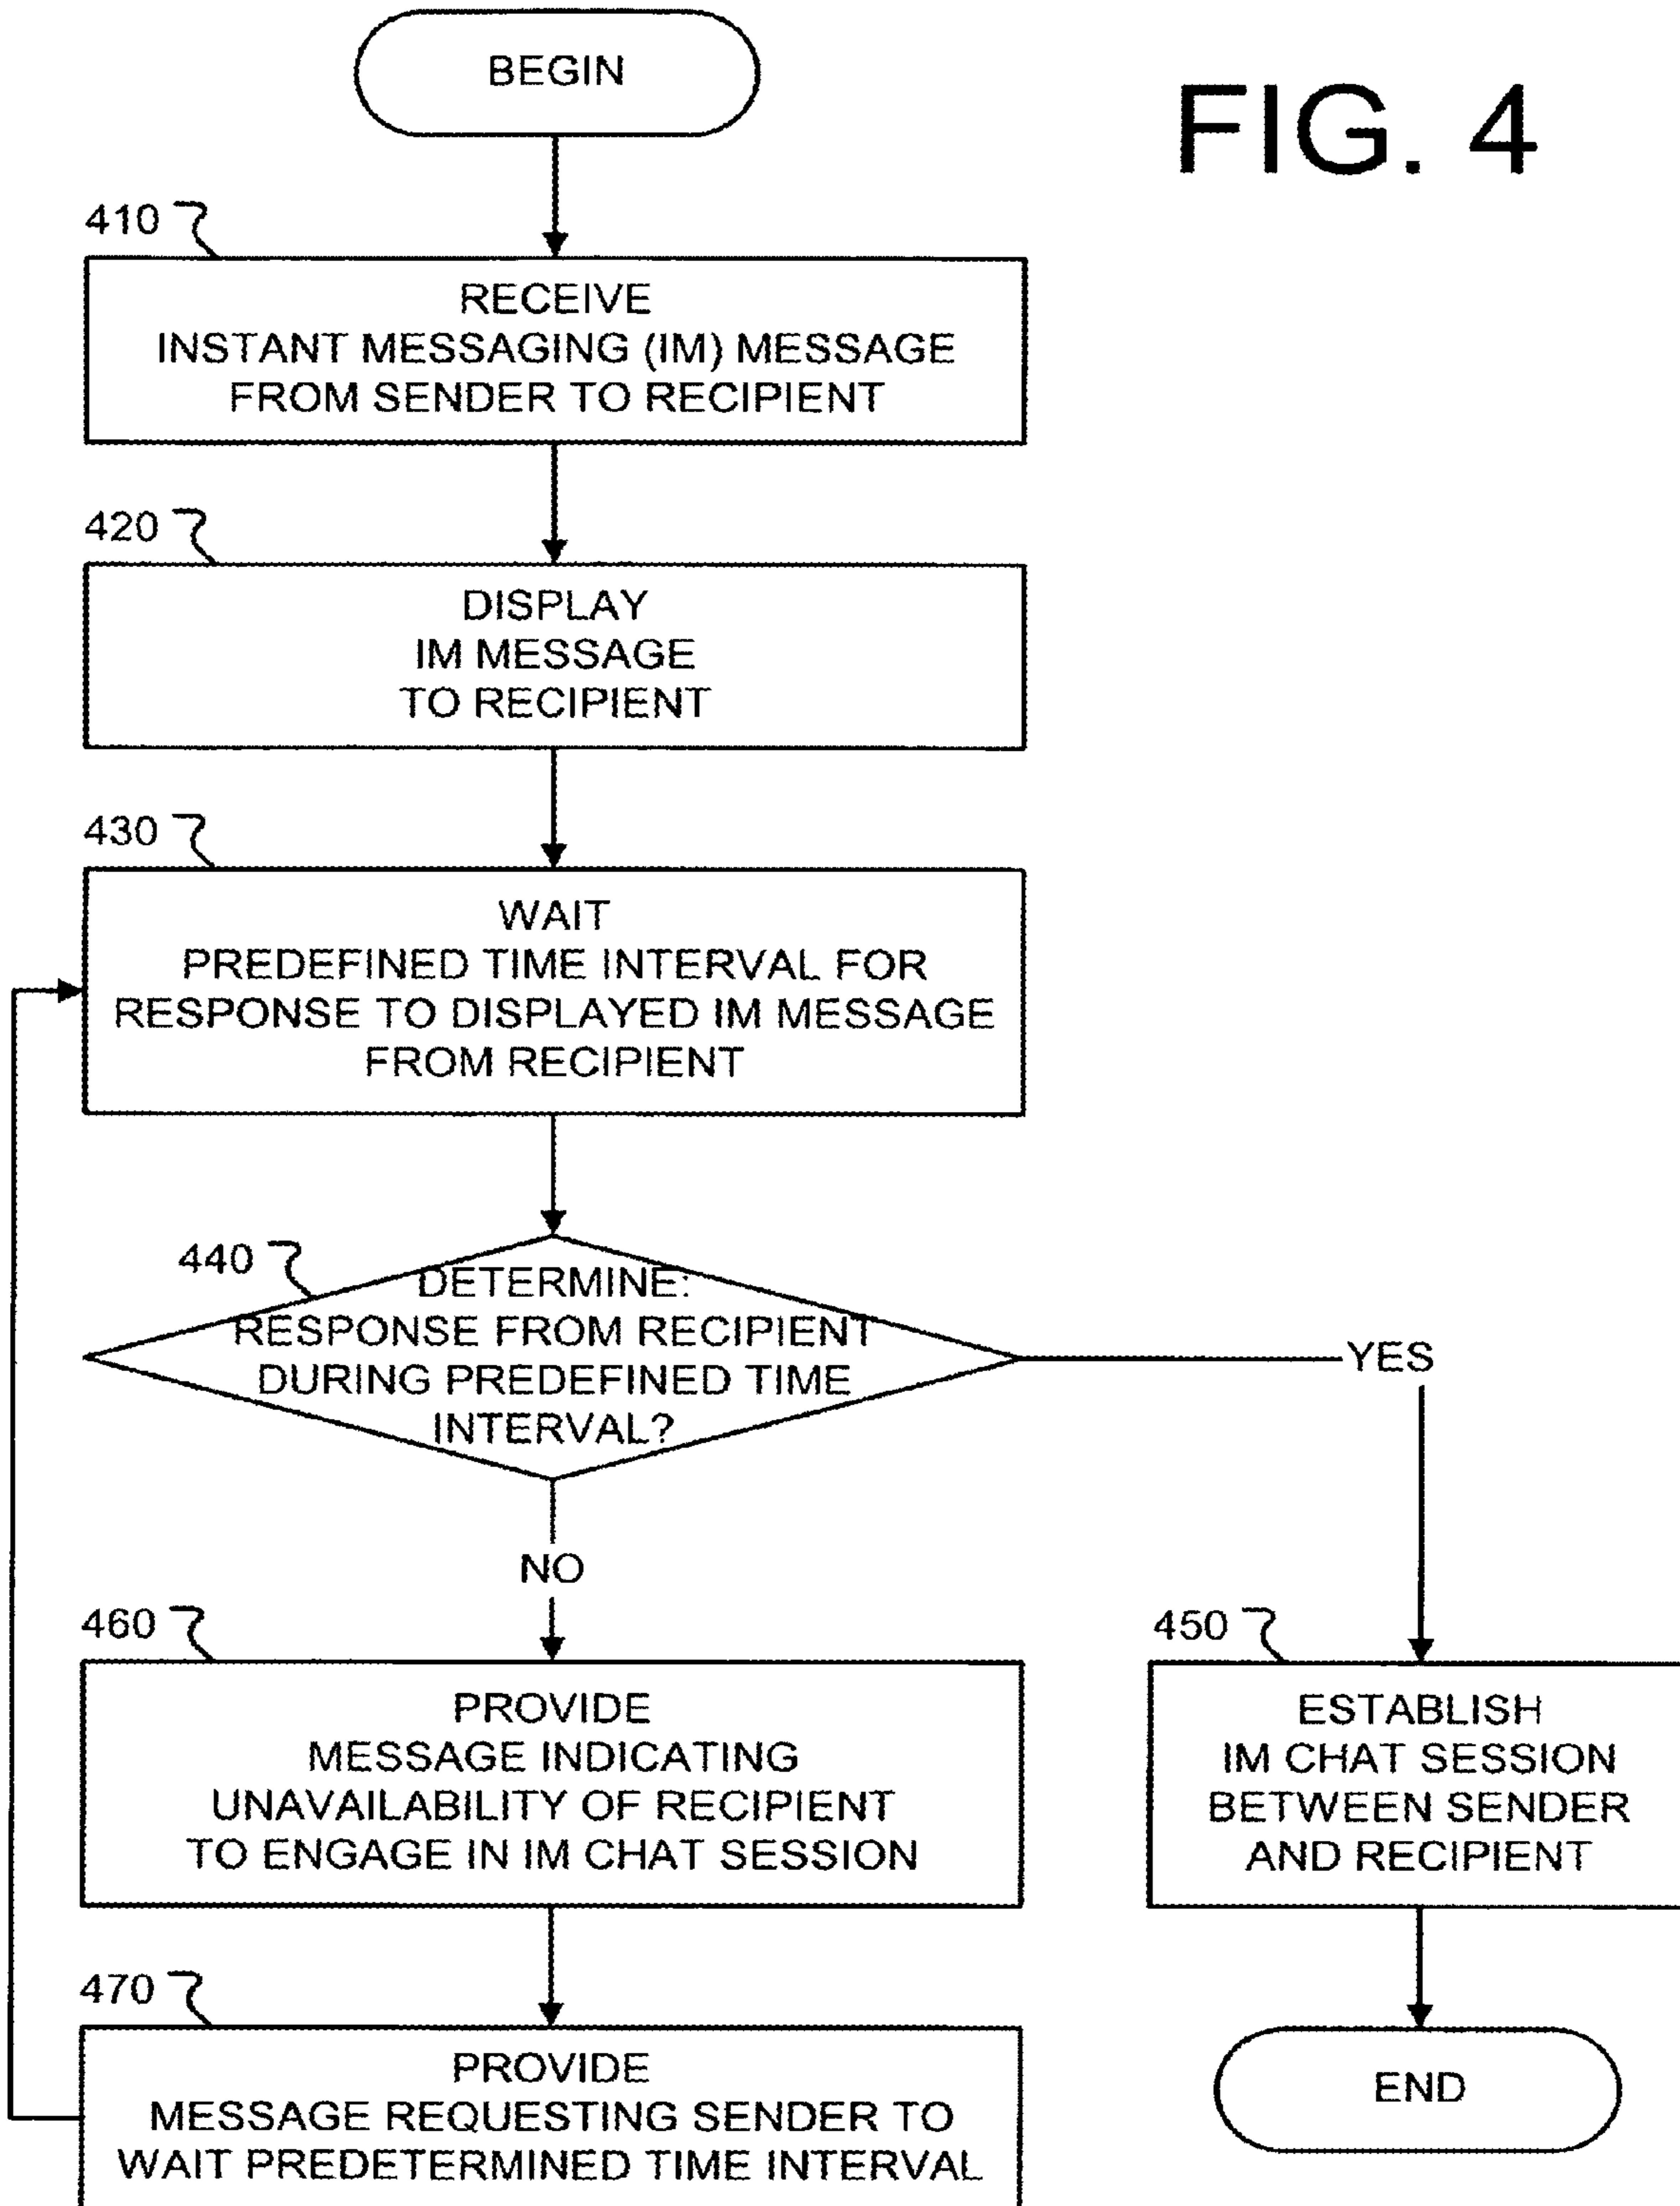 BEGIN
FIG. 4
410
RECEIVE
INSTANT MESSAGING (IM) MESSAGE
FROM SENDER TO RECIPIENT
420
DISPLAY
IM MESSAGE
TO RECIPIENT
430
WAIT
PREDEFINED TIME INTERVAL FOR
RESPONSE TO DISPLAYED IM MESSAGE
FROM RECIPIENT
440
DETERMINE:
RESPONSE FROM RECIPIENT
DURING PREDEFINED TIME
INTERVAL?
YES
NO
460
PROVIDE
MESSAGE INDICATING
UNAVAILABILITY OF RECIPIENT
TO ENGAGE IN IM CHAT SESSION
450
ESTABLISH
IM CHAT SESSION
BETWEEN SENDER
AND RECIPIENT
470
PROVIDE
MESSAGE REQUESTING SENDER TO
WAIT PREDETERMINED TIME INTERVAL
END